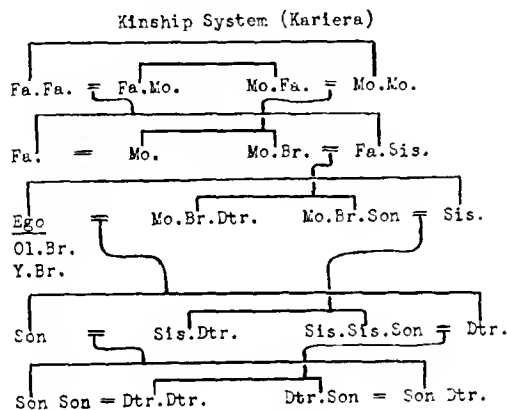 Kinship System (Kariera)
Fa.Fa. = Fa.Mo. Mo.Fa. = Mo.Mo.
Fa. = Mo. Mo.Br. = Fa.Sis.
Ego = Mo.Br.Dtr. Mo.Br.Son = Sis.
Ol.Br.
Y.Br.
Son = Sis.Dtr. Sis.Sis.Son = Dtr.
Son Son = Dtr.Dtr. Dtr.Son = Son Dtr.